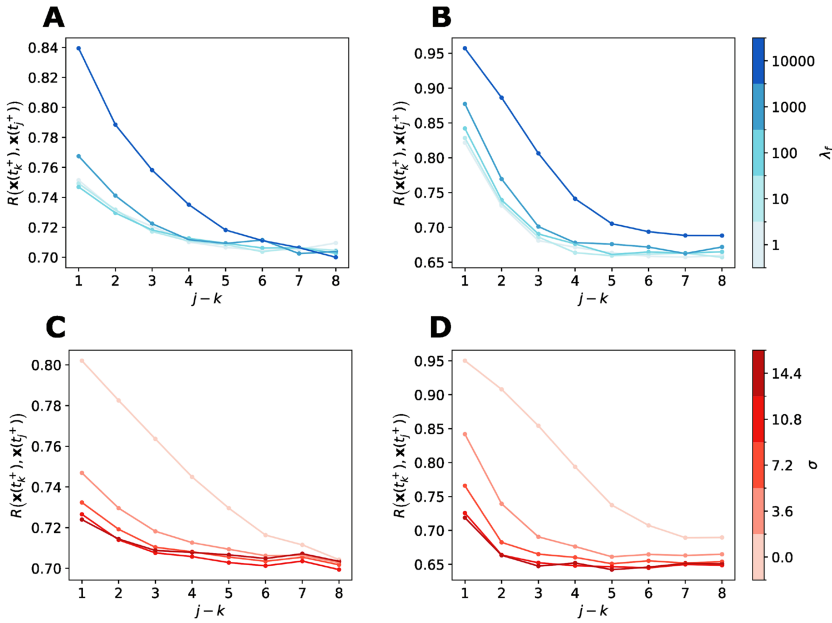 A
R(x(t_k^+), x(t_j^+))
0.84
0.82
0.80
0.78
0.76
0.74
0.72
0.70
1 2 3 4 5 6 7 8
j − k
B
R(x(t_k^+), x(t_j^+))
0.95
0.90
0.85
0.80
0.75
0.70
0.65
1 2 3 4 5 6 7 8
j − k
10000
1000
100
10
1
λ_f
C
R(x(t_k^+), x(t_j^+))
0.80
0.78
0.76
0.74
0.72
0.70
1 2 3 4 5 6 7 8
j − k
D
R(x(t_k^+), x(t_j^+))
0.95
0.90
0.85
0.80
0.75
0.70
0.65
1 2 3 4 5 6 7 8
j − k
14.4
10.8
7.2
3.6
0.0
σ